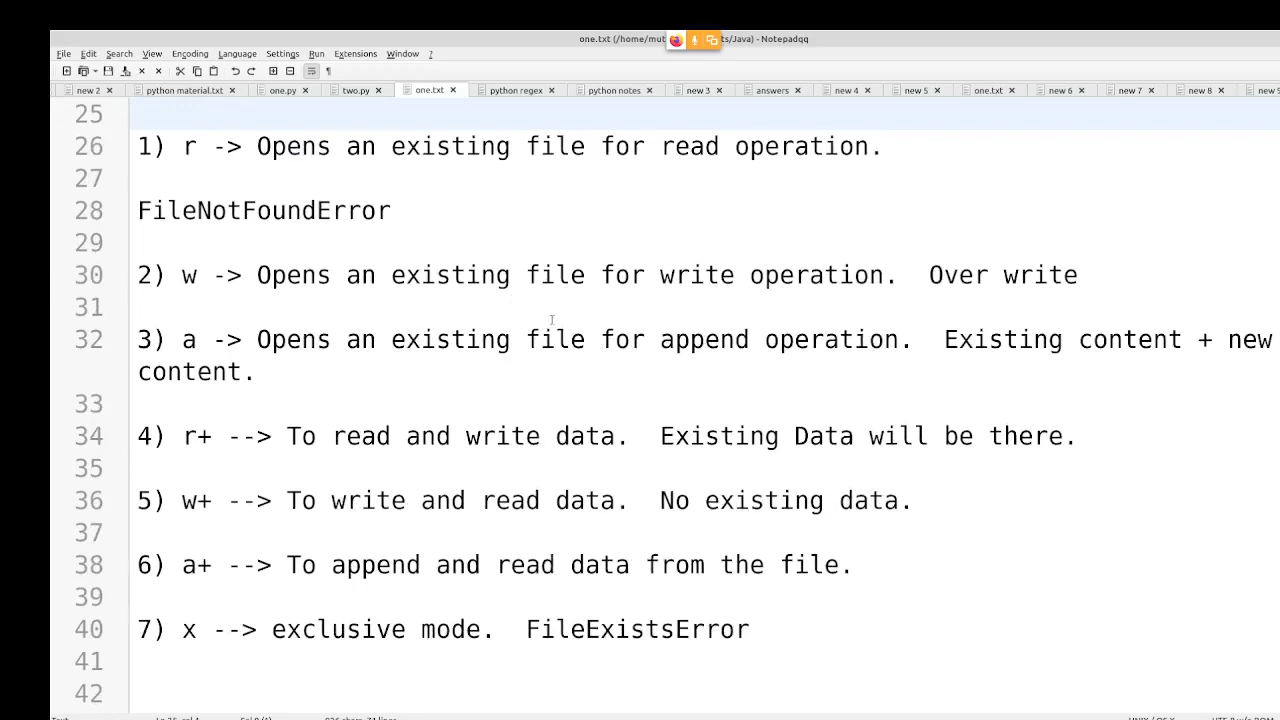 one.txt (/home/mut ts/Java) - Notepadqq
File Edit Search View Encoding Language Settings Run Extensions Window ?
new 2 python material.txt one.py two.py one.txt python regex python notes new 3 answers new 4 new 5 one.txt new 6 new 7 new 8 new 9
25
26 1) r -> Opens an existing file for read operation.
27
28 FileNotFoundError
29
30 2) w -> Opens an existing file for write operation.  Over write
31
32 3) a -> Opens an existing file for append operation.  Existing content + new
content.
33
34 4) r+ --> To read and write data.  Existing Data will be there.
35
36 5) w+ --> To write and read data.  No existing data.
37
38 6) a+ --> To append and read data from the file.
39
40 7) x --> exclusive mode.  FileExistsError
41
42